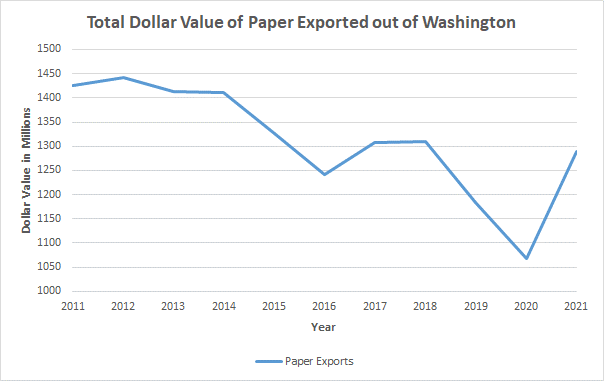 Total Dollar Value of Paper Exported out of Washington
Dollar Value in Millions
1500
1450
1400
1350
1300
1250
1200
1150
1100
1050
1000
2011 2012 2013 2014 2015 2016 2017 2018 2019 2020 2021
Year
Paper Exports